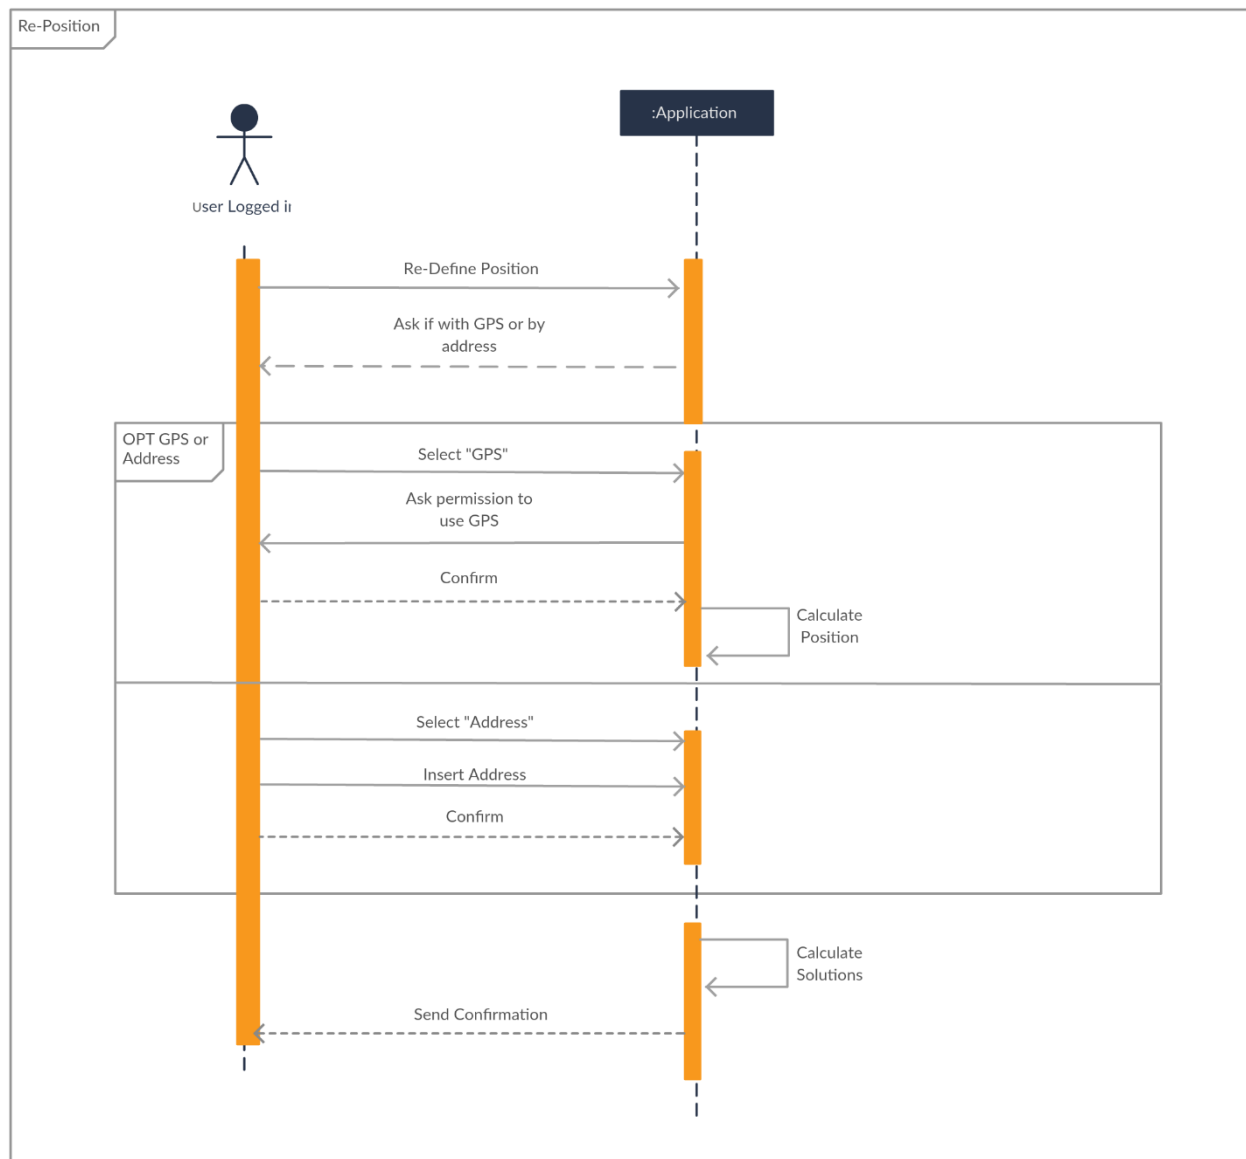 Re-Position
:Application
User Logged in
Re-Define Position
Ask if with GPS or by
address
OPT GPS or
Address
Select "GPS"
Ask permission to
use GPS
Confirm
Calculate
Position
Select "Address"
Insert Address
Confirm
Calculate
Solutions
Send Confirmation